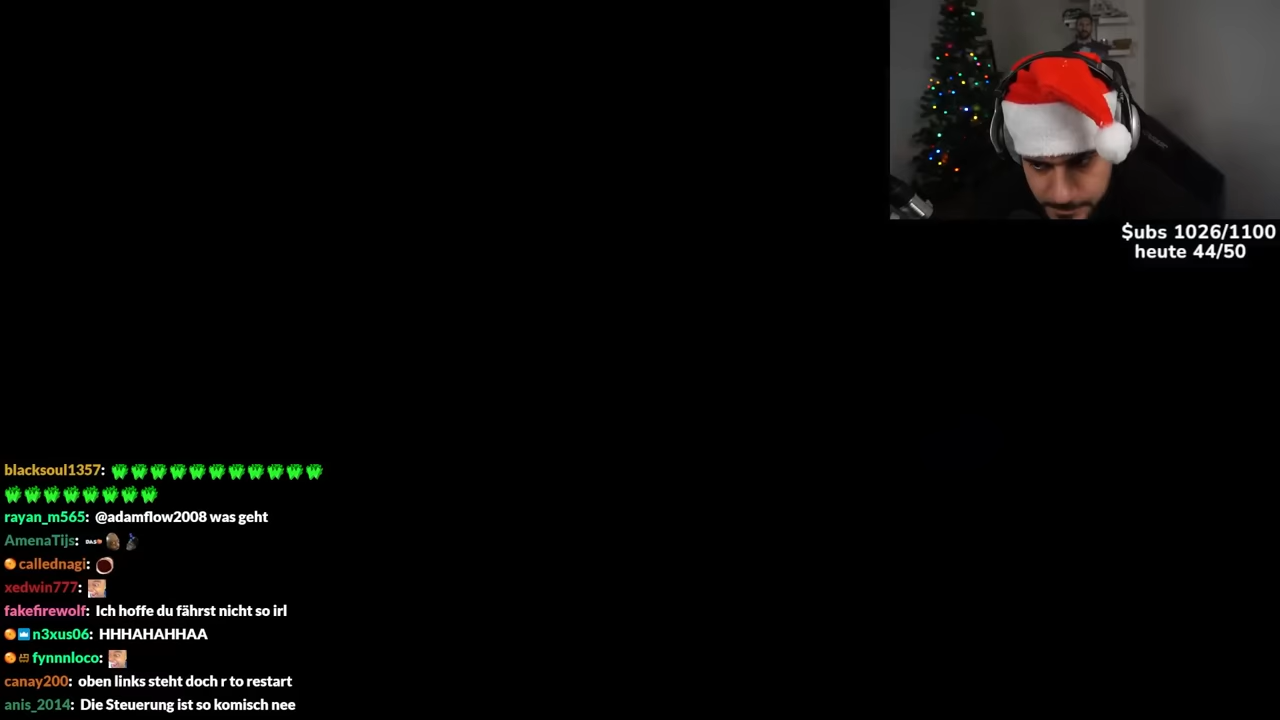 $ubs 1026/1100
heute 44/50
blacksoul1357:
rayan_m565: @adamflow2008 was geht
AmenaTijs:
callednagi:
xedwin777:
fakefirewolf: Ich hoffe du fährst nicht so irl
n3xus06: HHHAHAHHAA
fynnnloco:
canay200: oben links steht doch r to restart
anis_2014: Die Steuerung ist so komisch nee